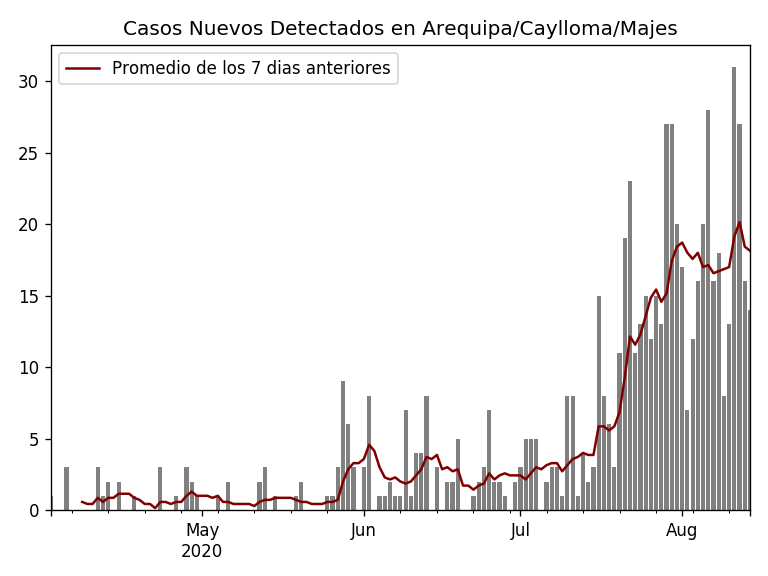 Casos Nuevos Detectados en Arequipa/Caylloma/Majes
Promedio de los 7 dias anteriores
30
25
20
15
10
5
0
May
2020
Jun
Jul
Aug